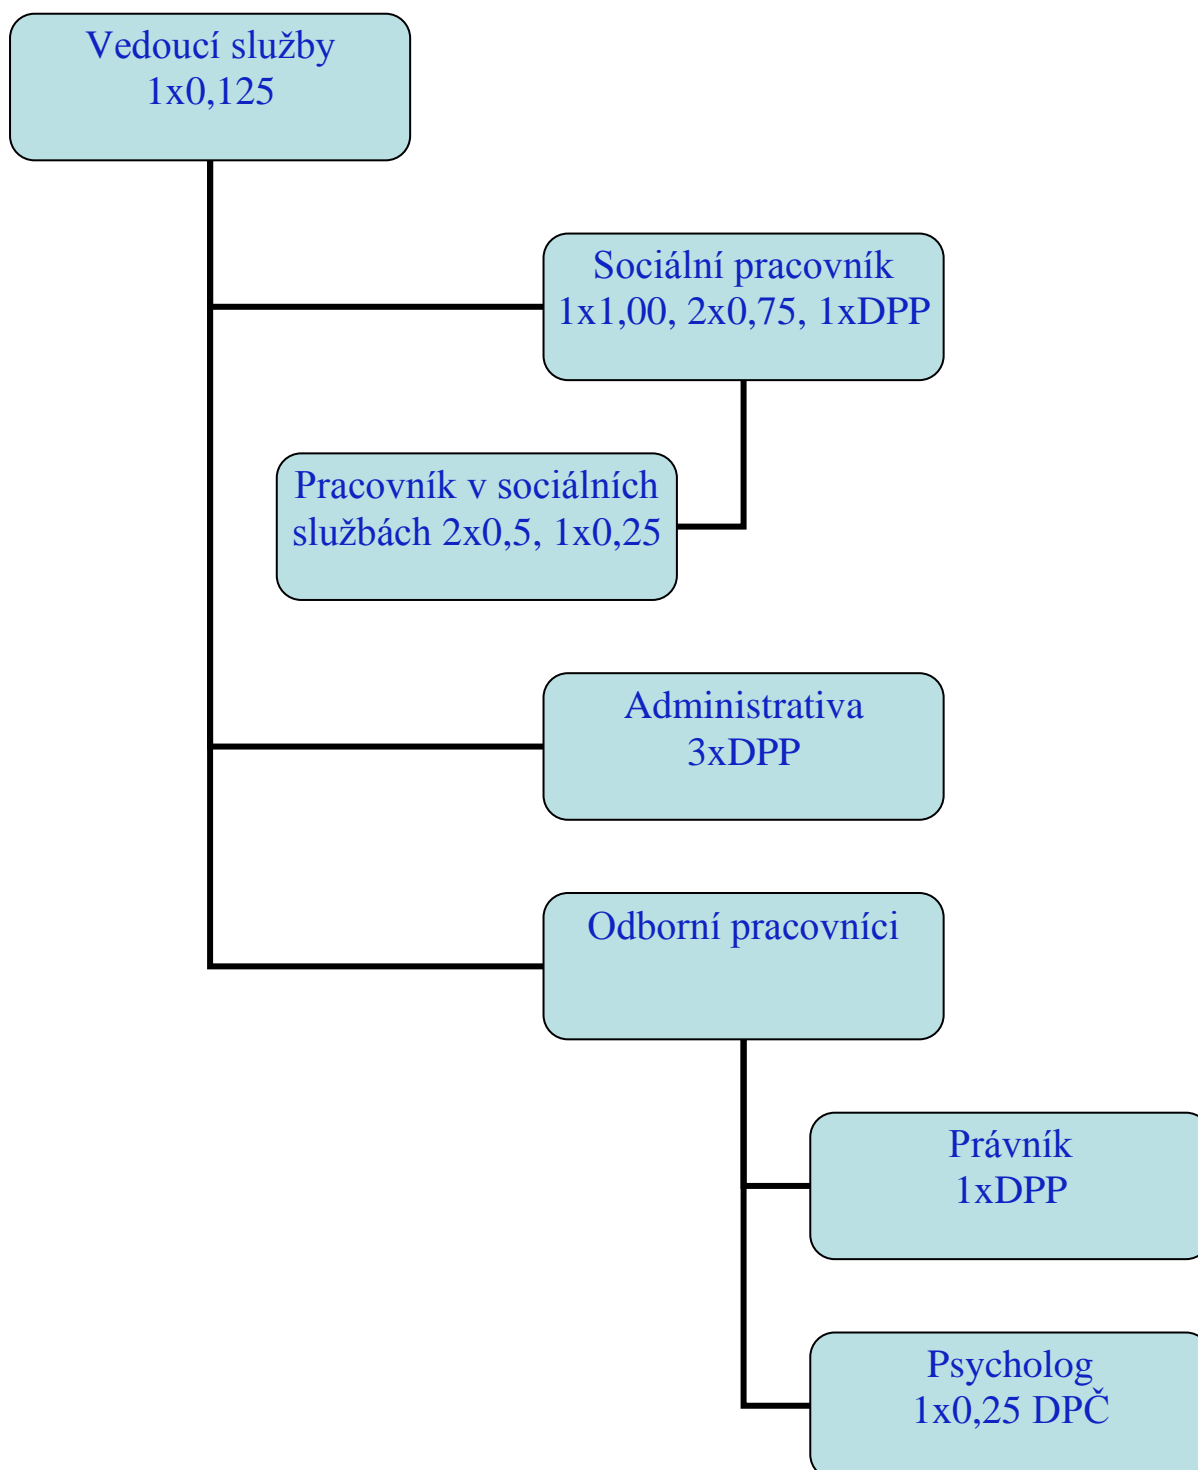 Vedoucí služby
1x0,125
Sociální pracovník
1x1,00, 2x0,75, 1xDPP
Pracovník v sociálních
službách 2x0,5, 1x0,25
Administrativa
3xDPP
Odborní pracovníci
Právník
1xDPP
Psycholog
1x0,25 DPČ